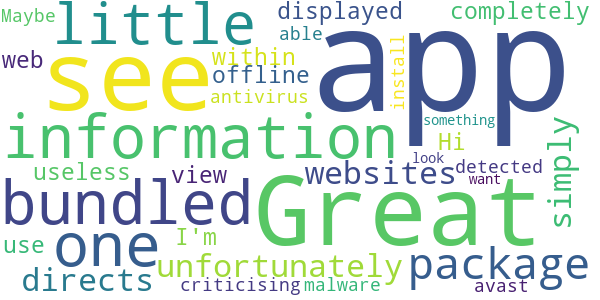 Maybe little displayed completely
web see within able install app
offline
antivirus something
information Hi
useless view websites look detected simply
bundled Great want
use one I'm package
directs unfortunately
criticising malware avast